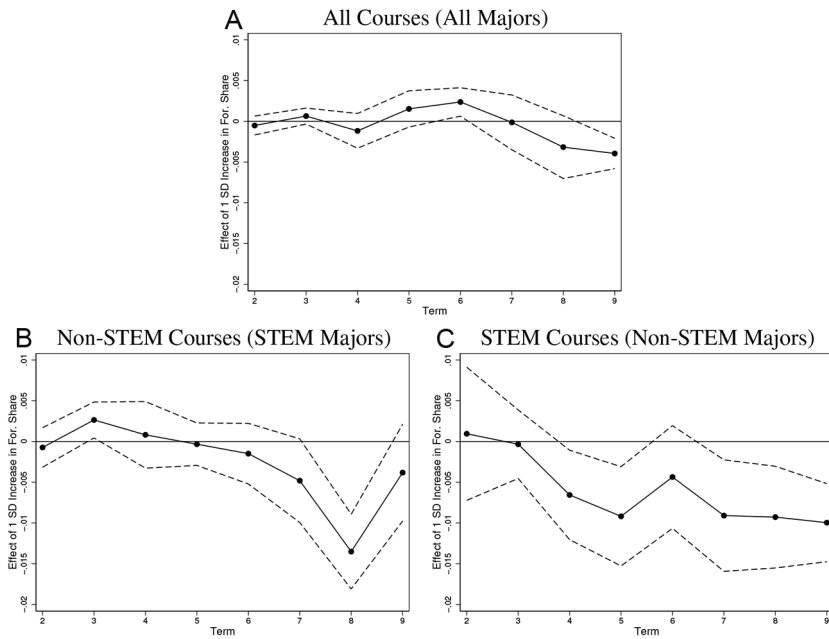 A All Courses (All Majors)
Effect of 1 SD Increase in For. Share
.01
.005
0
-.005
-.01
-.015
-.02
2 3 4 5 6 7 8 9
Term
B Non-STEM Courses (STEM Majors)
Effect of 1 SD Increase in For. Share
.01
.005
0
-.005
-.01
-.015
-.02
2 3 4 5 6 7 8 9
Term
C STEM Courses (Non-STEM Majors)
Effect of 1 SD Increase in For. Share
.01
.005
0
-.005
-.01
-.015
-.02
2 3 4 5 6 7 8 9
Term